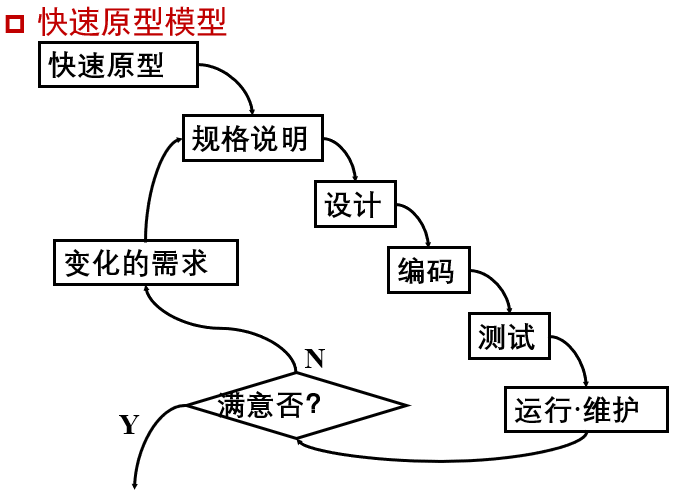 快速原型模型
快速原型
规格说明
设计
变化的需求
编码
测试
N
满意否？
运行·维护
Y